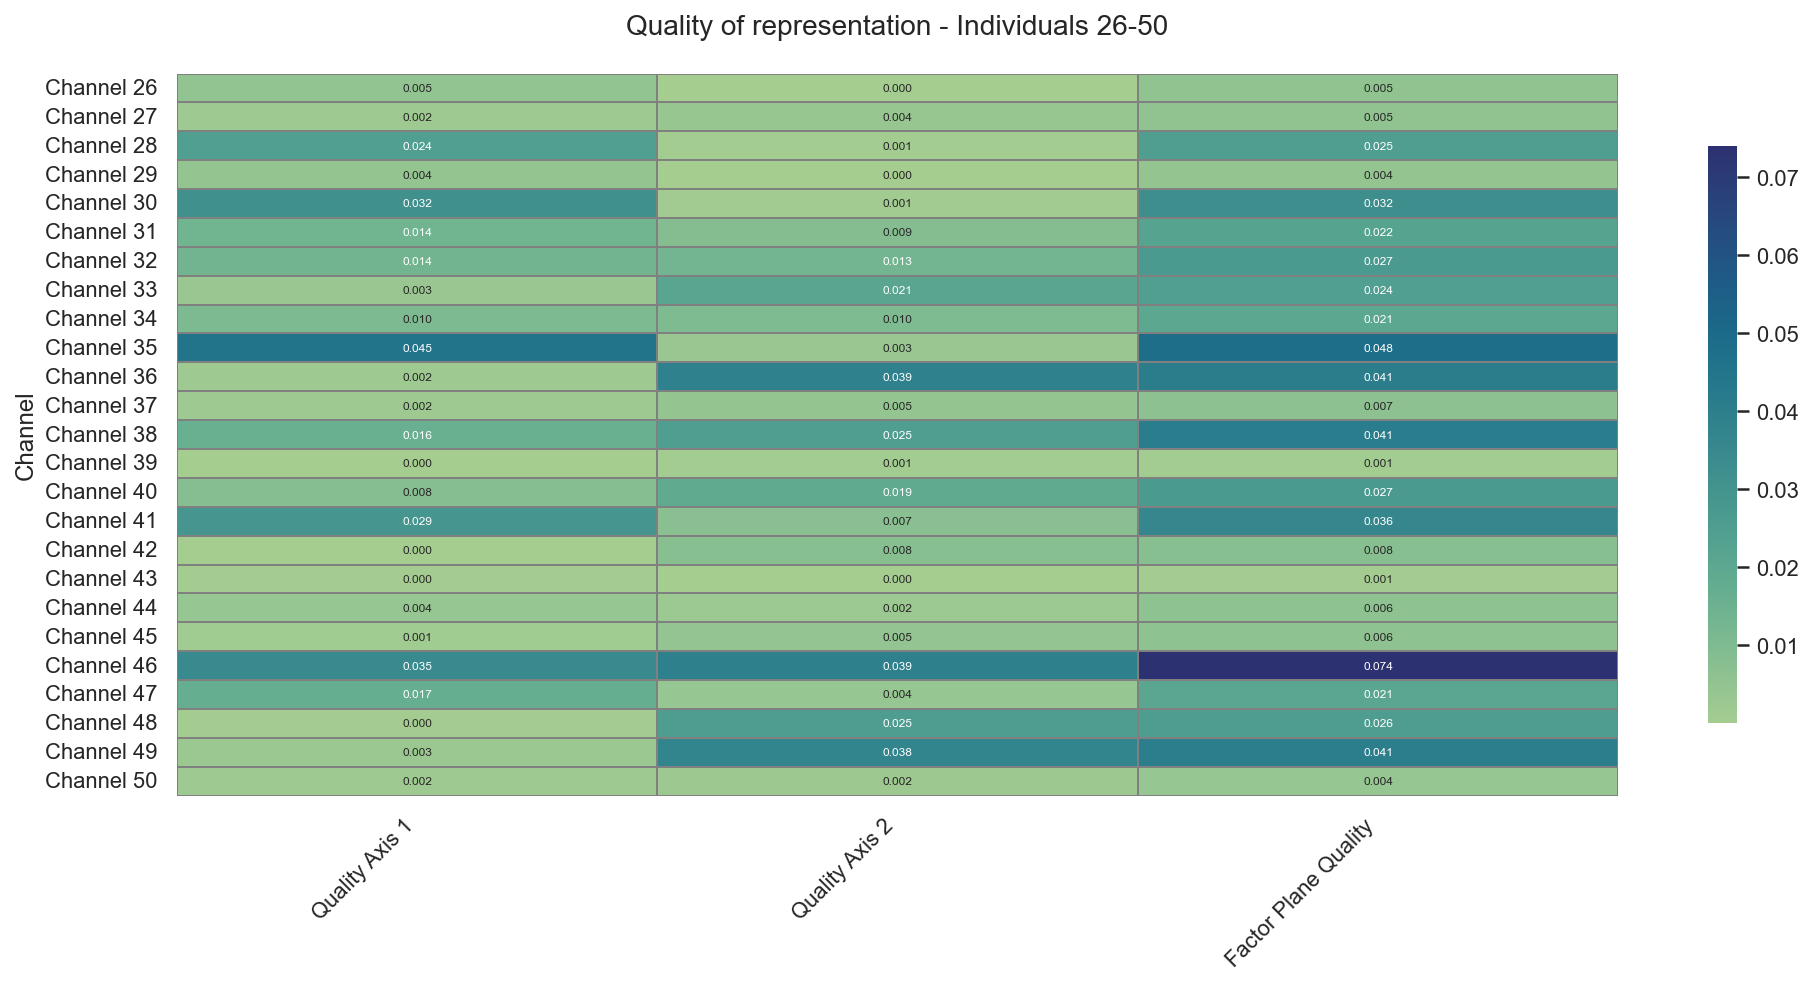 Quality of representation - Individuals 26-50
Channel
Channel 26 0.005 0.000 0.005
Channel 27 0.002 0.004 0.005
Channel 28 0.024 0.001 0.025
Channel 29 0.004 0.000 0.004
Channel 30 0.032 0.001 0.032
Channel 31 0.014 0.009 0.022
Channel 32 0.014 0.013 0.027
Channel 33 0.003 0.021 0.024
Channel 34 0.010 0.010 0.021
Channel 35 0.045 0.003 0.048
Channel 36 0.002 0.039 0.041
Channel 37 0.002 0.005 0.007
Channel 38 0.016 0.025 0.041
Channel 39 0.000 0.001 0.001
Channel 40 0.008 0.019 0.027
Channel 41 0.029 0.007 0.036
Channel 42 0.000 0.008 0.008
Channel 43 0.000 0.000 0.001
Channel 44 0.004 0.002 0.006
Channel 45 0.001 0.005 0.006
Channel 46 0.035 0.039 0.074
Channel 47 0.017 0.004 0.021
Channel 48 0.000 0.025 0.026
Channel 49 0.003 0.038 0.041
Channel 50 0.002 0.002 0.004
Quality Axis 1
Quality Axis 2
Factor Plane Quality
0.07
0.06
0.05
0.04
0.03
0.02
0.01